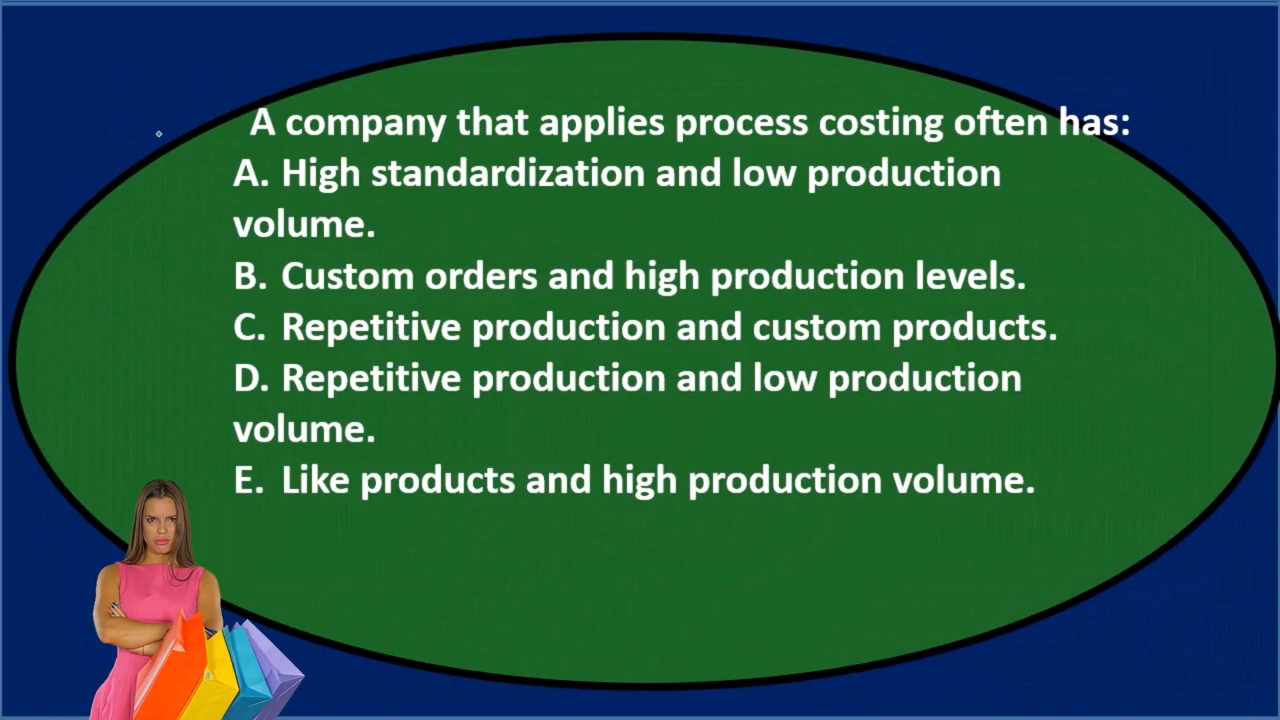 A company that applies process costing often has:
A. High standardization and low production
volume.
B. Custom orders and high production levels.
C. Repetitive production and custom products.
D. Repetitive production and low production
volume.
E. Like products and high production volume.